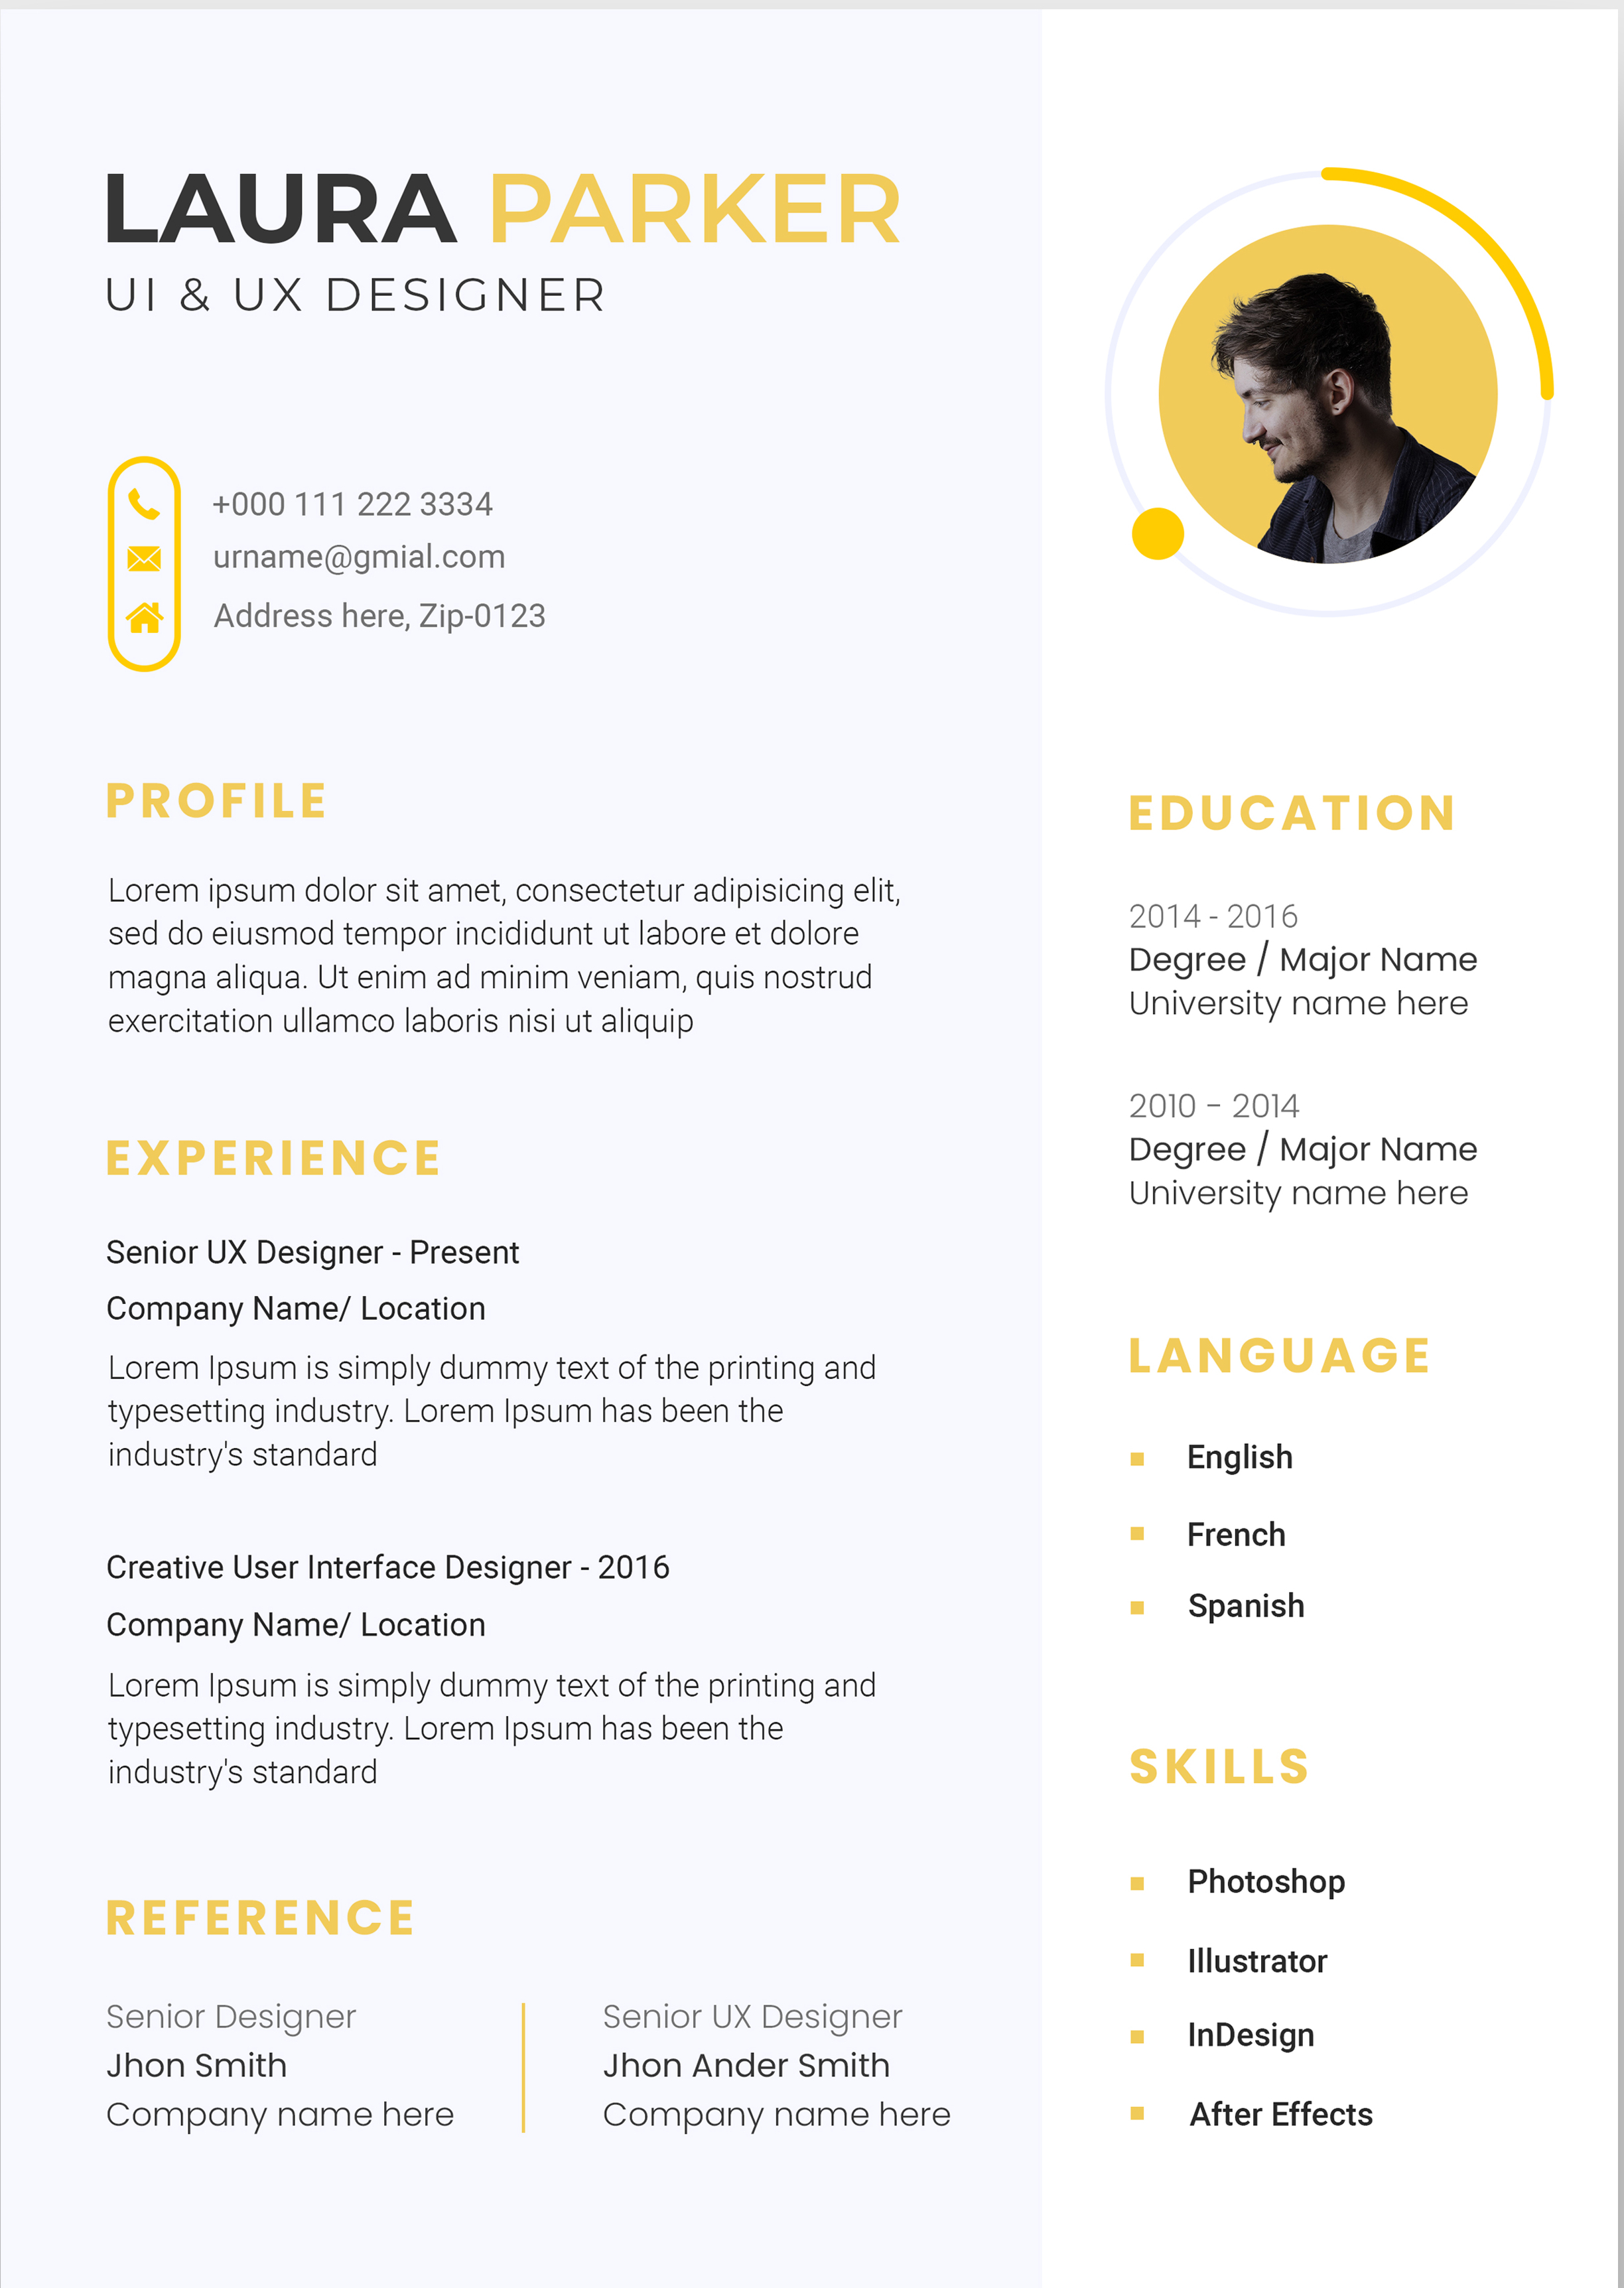 LAURA PARKER
UI & UX DESIGNER
+000 111 222 3334
urname@gmial.com
Address here, Zip-0123
PROFILE
Lorem ipsum dolor sit amet, consectetur adipisicing elit,
sed do eiusmod tempor incididunt ut labore et dolore
magna aliqua. Ut enim ad minim veniam, quis nostrud
exercitation ullamco laboris nisi ut aliquip
EXPERIENCE
Senior UX Designer - Present
Company Name/ Location
Lorem Ipsum is simply dummy text of the printing and
typesetting industry. Lorem Ipsum has been the
industry's standard
Creative User Interface Designer - 2016
Company Name/ Location
Lorem Ipsum is simply dummy text of the printing and
typesetting industry. Lorem Ipsum has been the
industry's standard
REFERENCE
Senior Designer
Jhon Smith
Company name here
Senior UX Designer
Jhon Ander Smith
Company name here
EDUCATION
2014 - 2016
Degree / Major Name
University name here
2010 - 2014
Degree / Major Name
University name here
LANGUAGE
English
French
Spanish
SKILLS
Photoshop
Illustrator
InDesign
After Effects